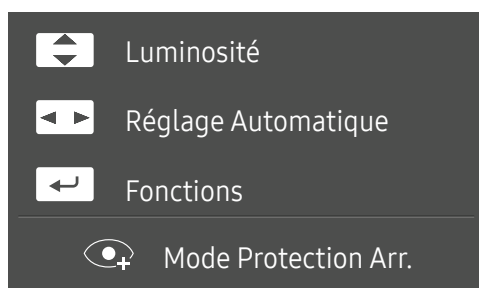 Luminosité
Réglage Automatique
Fonctions
Mode Protection Arr.